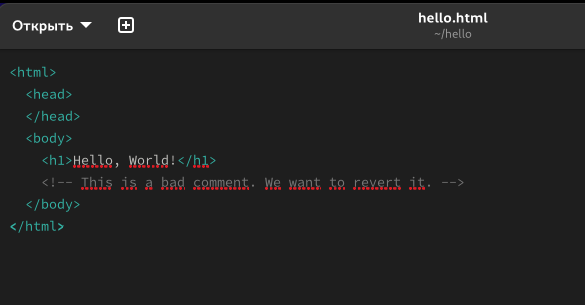 Открыть
hello.html
~/hello
<html>
  <head>
  </head>
  <body>
    <h1>Hello, World!</h1>
    <!-- This is a bad comment. We want to revert it. -->
  </body>
</html>